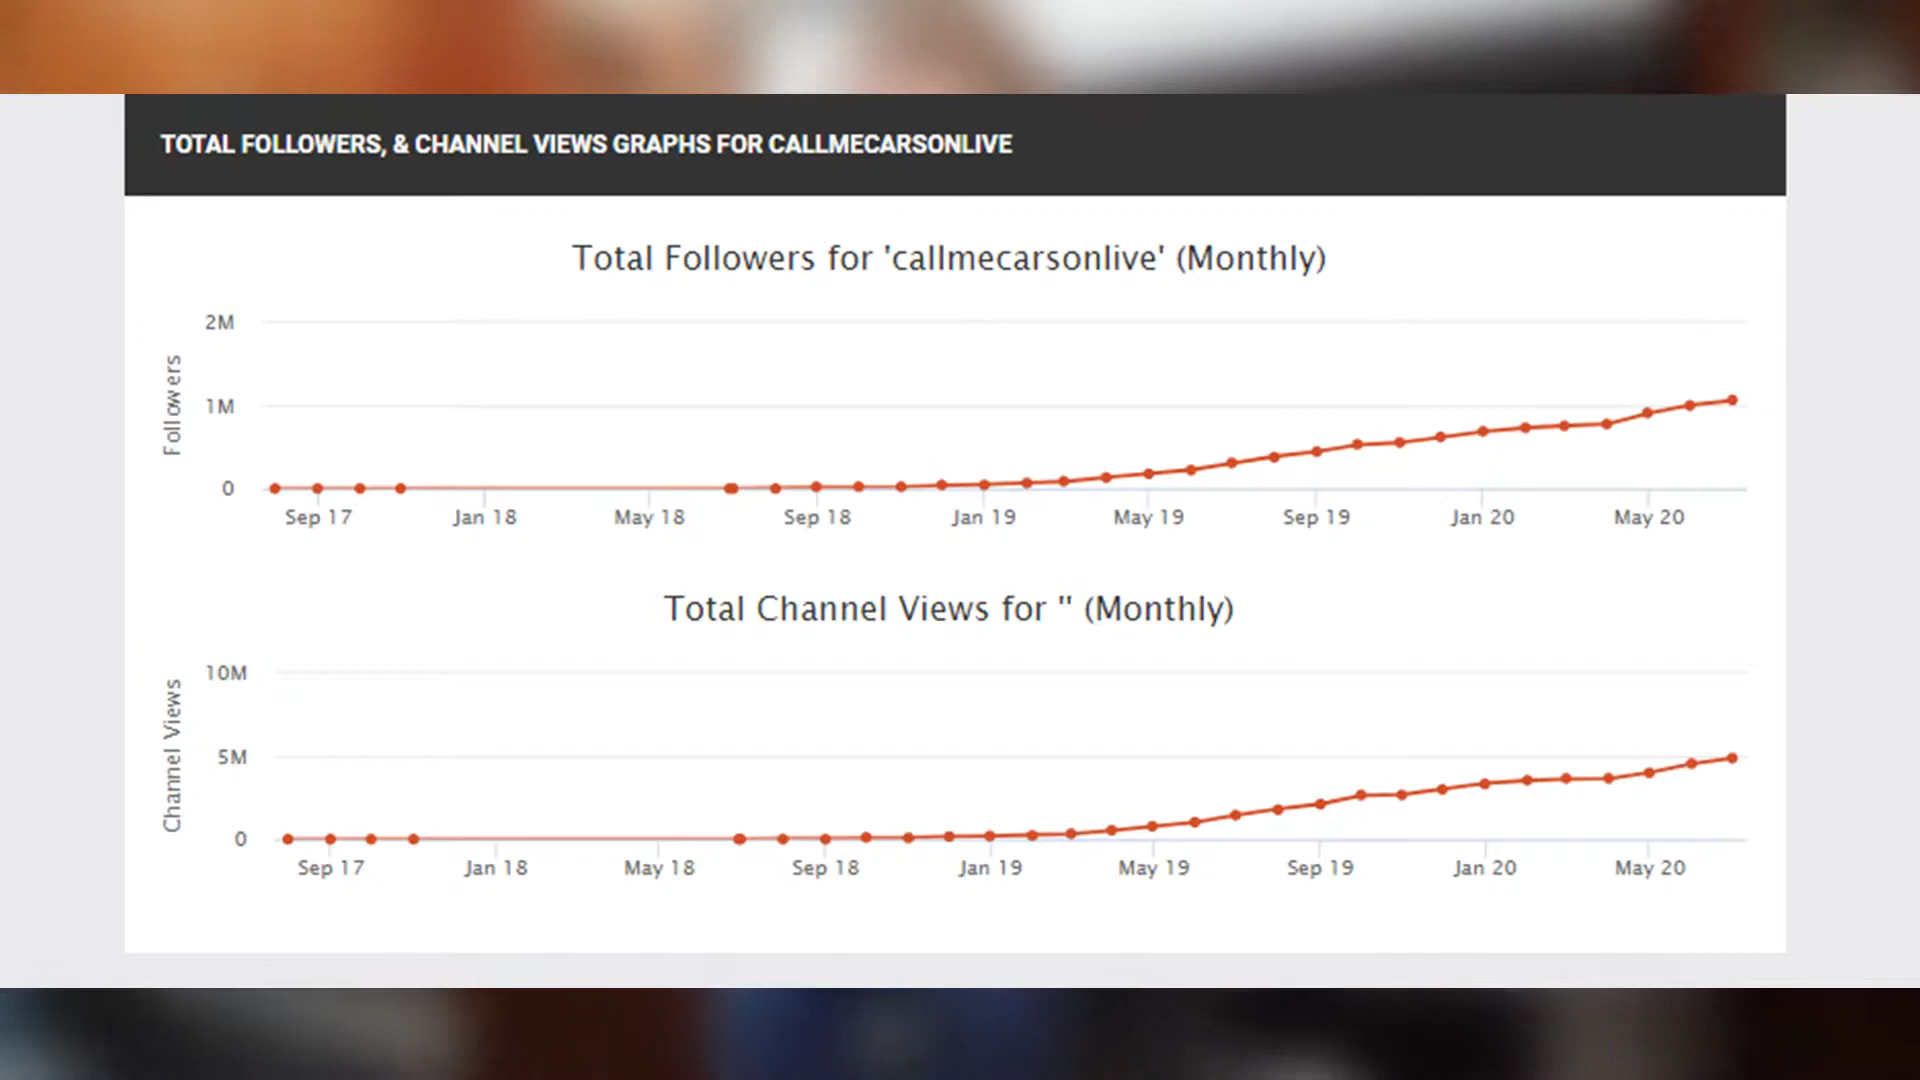 TOTAL FOLLOWERS, & CHANNEL VIEWS GRAPHS FOR CALLMECARSONLIVE
Total Followers for 'callmecarsonlive' (Monthly)
Followers
2M
1M
0
Sep 17 Jan 18 May 18 Sep 18 Jan 19 May 19 Sep 19 Jan 20 May 20
Total Channel Views for '' (Monthly)
Channel Views
10M
5M
0
Sep 17 Jan 18 May 18 Sep 18 Jan 19 May 19 Sep 19 Jan 20 May 20